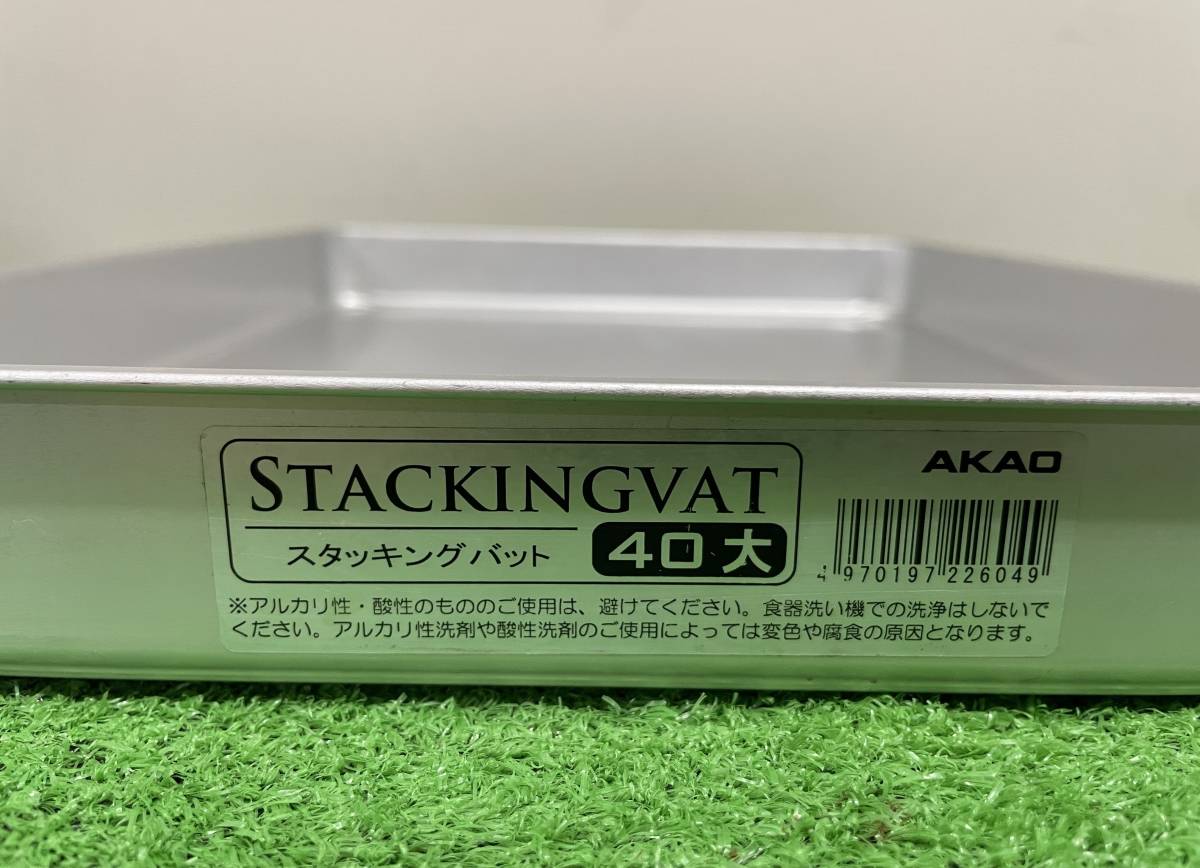 STACKINGVAT
スタッキングバット 40 大
AKAO
4 970197 226049
※アルカリ性・酸性のもののご使用は、避けてください。食器洗い機での洗浄はしないで
ください。アルカリ性洗剤や酸性洗剤のご使用によっては変色や腐食の原因となります。